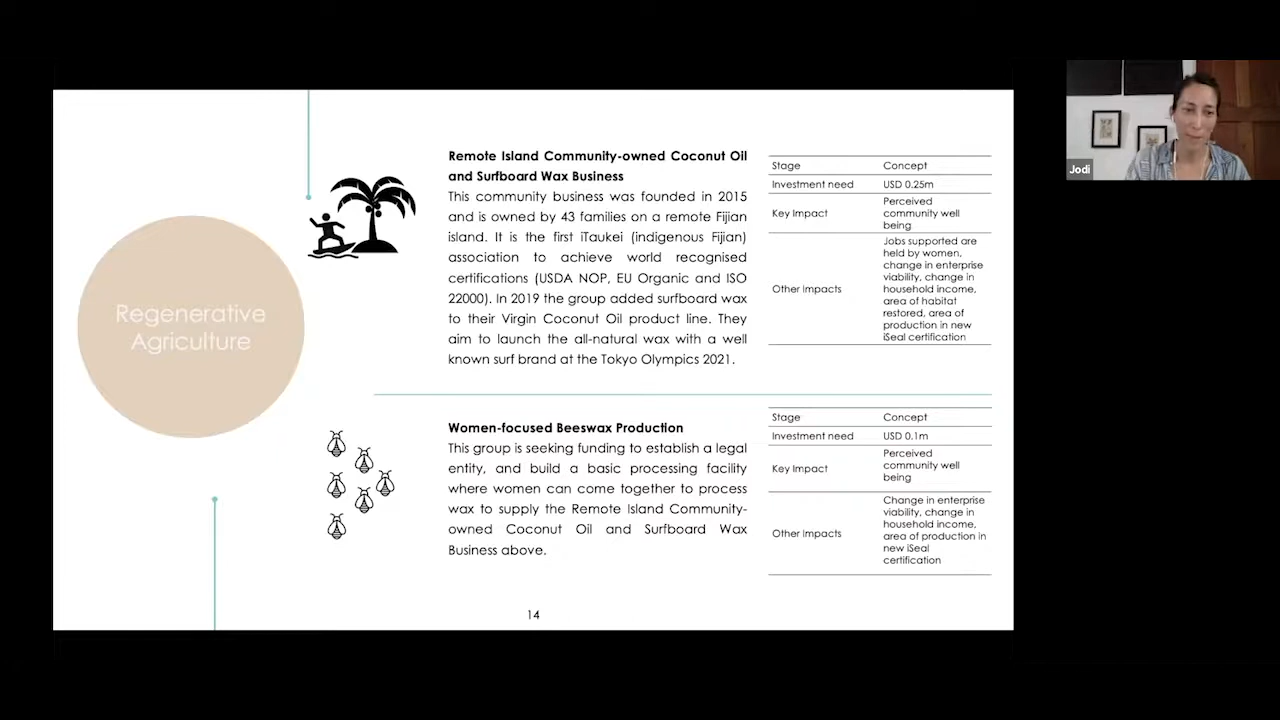 Regenerative
Agriculture
Remote Island Community-owned Coconut Oil
and Surfboard Wax Business
This community business was founded in 2015
and is owned by 43 families on a remote Fijian
island. It is the first iTaukei (indigenous Fijian)
association to achieve world recognised
certifications (USDA NOP, EU Organic and ISO
22000). In 2019 the group added surfboard wax
to their Virgin Coconut Oil product line. They
aim to launch the all-natural wax with a well
known surf brand at the Tokyo Olympics 2021.
Stage Concept
Investment need USD 0.25m
Key Impact Perceived
community well
being
Other Impacts Jobs supported are
held by women,
change in enterprise
viability, change in
household income,
area of habitat
restored, area of
production in new
iSeal certification
Women-focused Beeswax Production
This group is seeking funding to establish a legal
entity, and build a basic processing facility
where women can come together to process
wax to supply the Remote Island Community-
owned Coconut Oil and Surfboard Wax
Business above.
Stage Concept
Investment need USD 0.1m
Key Impact Perceived
community well
being
Other Impacts Change in enterprise
viability, change in
household income,
area of production in
new iSeal
certification
14
Jodi